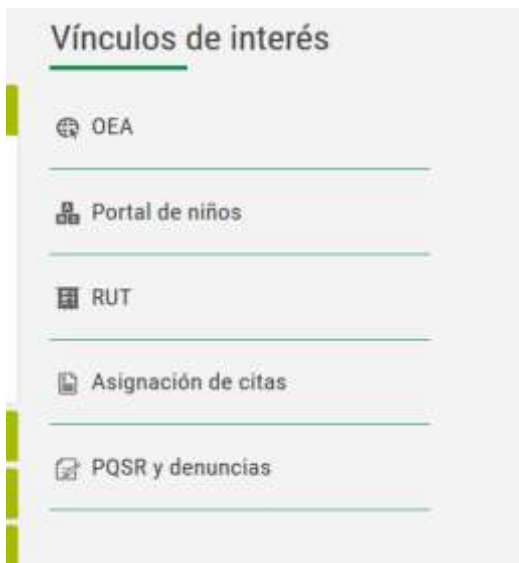 Vínculos de interés
OEA
Portal de niños
RUT
Asignación de citas
PQSR y denuncias